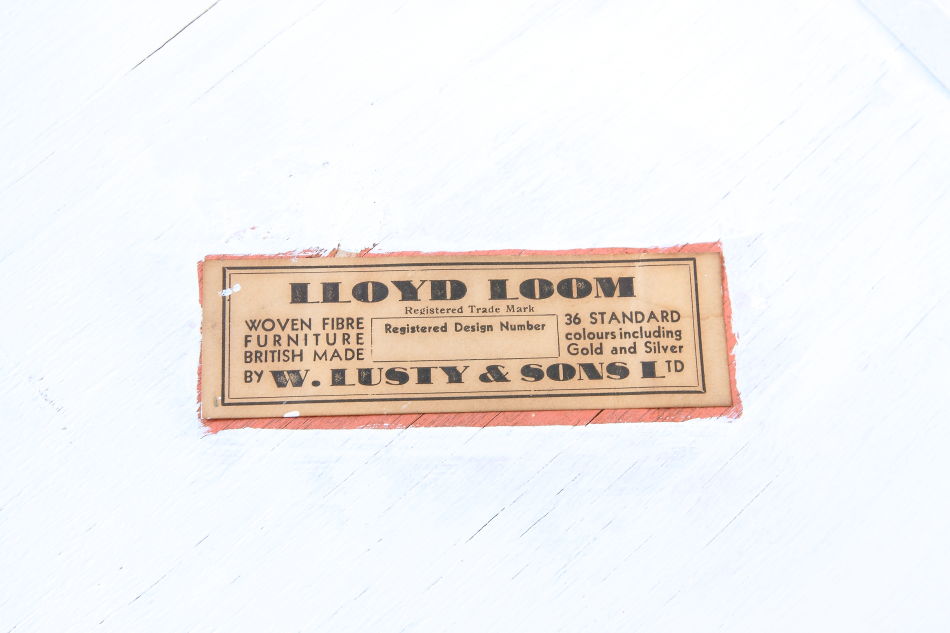 LLOYD LOOM
Registered Trade Mark
WOVEN FIBRE
FURNITURE
BRITISH MADE
Registered Design Number
36 STANDARD
colours including
Gold and Silver
BY W. LUSTY & SONS LTD